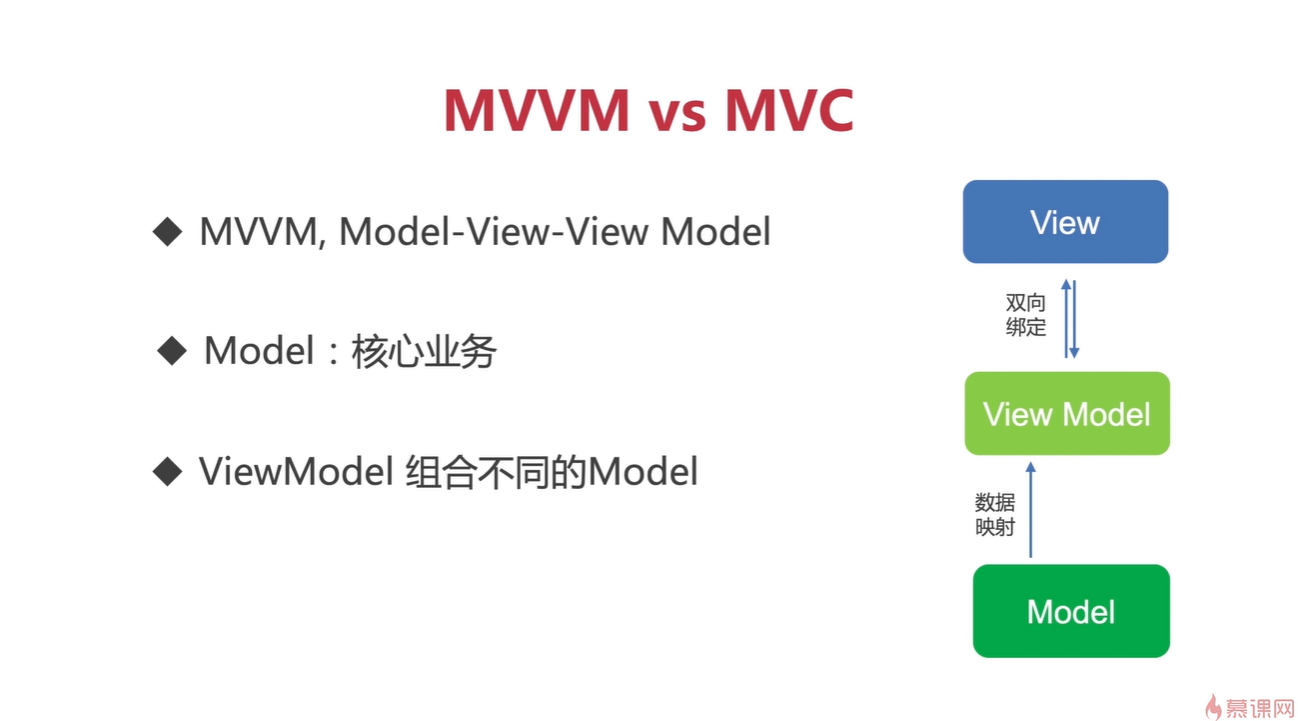 MVVM vs MVC
◆ MVVM, Model-View-View Model
◆ Model：核心业务
◆ ViewModel 组合不同的Model
View
双向
绑定
View Model
数据
映射
Model
慕课网